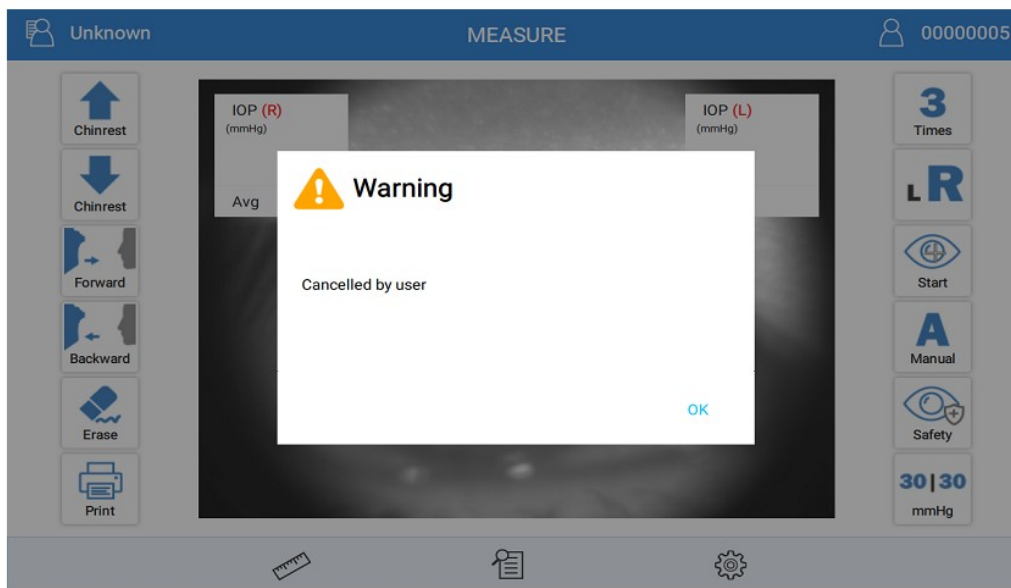 Unknown
MEASURE
00000005
Chinrest
Chinrest
Forward
Backward
Erase
Print
IOP (R)
(mmHg)
Avg
IOP (L)
(mmHg)
Warning
Cancelled by user
OK
3
Times
L R
Start
A
Manual
Safety
30|30
mmHg